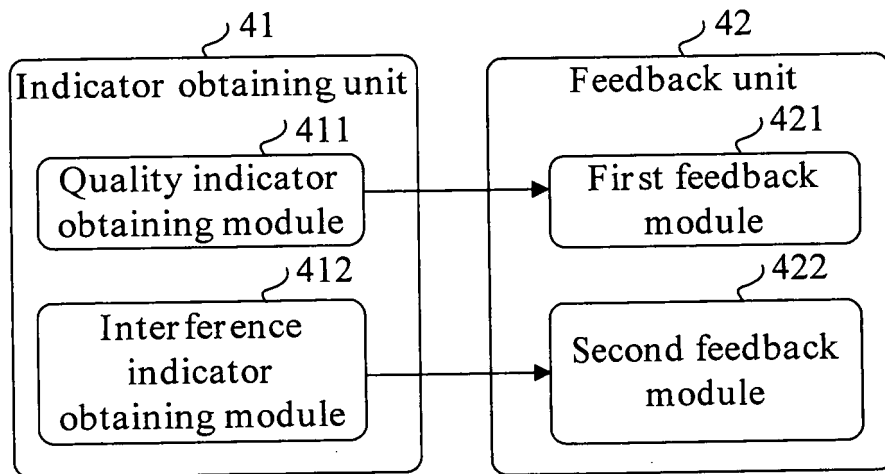 41
Indicator obtaining unit
411
Quality indicator
obtaining module
412
Interference
indicator
obtaining module
42
Feedback unit
421
First feedback
module
422
Second feedback
module